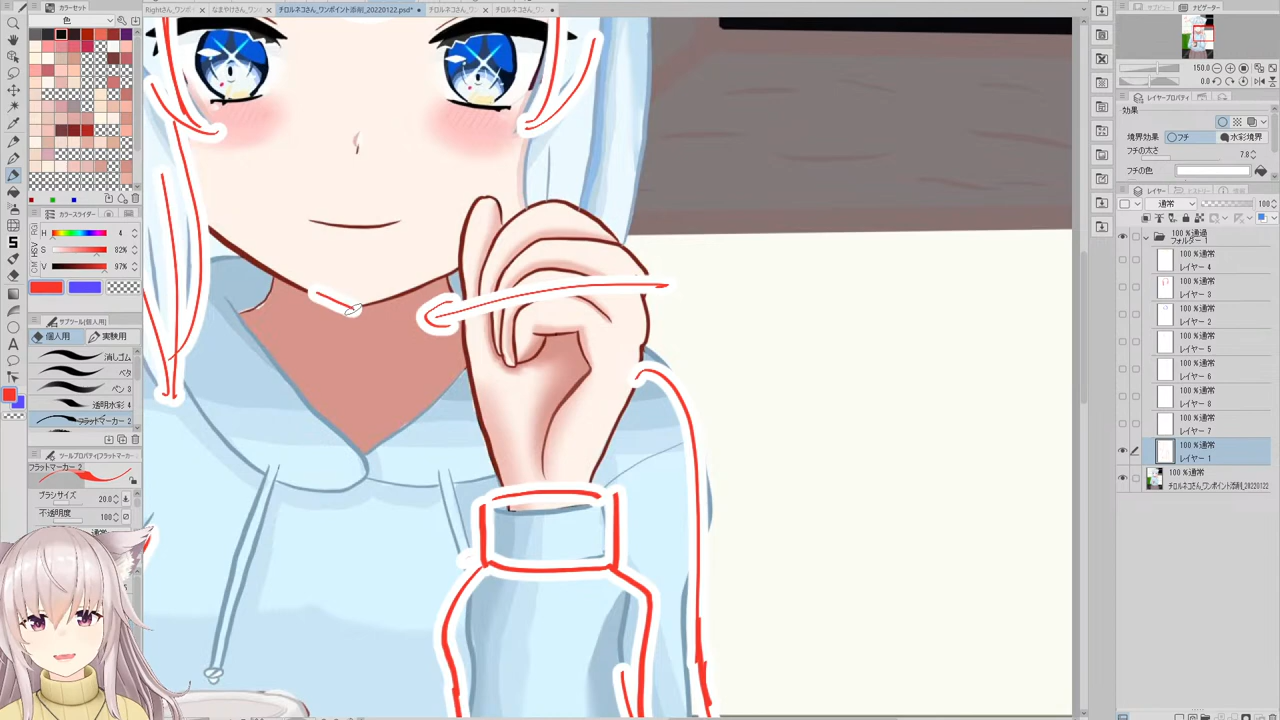 Rightさん_ワンポイ
なまやけさん_ワン
チロルネコさん_ワンポイント添削_20220122.psd*
チロルネコさん_ワン
チロルネコさん_ワン
カラーセット
色
カラースライダー
H 4
S 82%
V 97%
サブツール(個人用)
個人用
実験用
消しゴム
ベタ
ペン 3
透明水彩 4
フラットマーカー 2
ツールプロパティ(フラットマーカー
フラットマーカー 2
ブラシサイズ 20.0
不透明度 100
ナビゲーター
150.0
0.0
レイヤープロパティ
効果
境界効果 フチ 水彩境界
フチの太さ
7.8
フチの色
レイヤー
通常
100 %通過
フォルダー 1
100 %通常
レイヤー 4
100 %通常
レイヤー 3
100 %通常
レイヤー 2
100 %通常
レイヤー 5
100 %通常
レイヤー 6
100 %通常
レイヤー 8
100 %通常
レイヤー 7
100 %通常
レイヤー 1
100 %通常
チロルネコさん_ワンポイント添削_20220122